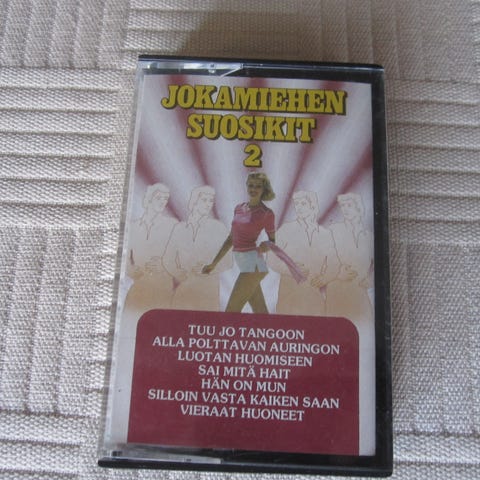 JOKAMIEHEN
SUOSIKIT
2
TUU JO TANGOON
ALLA POLTTAVAN AURINGON
LUOTAN HUOMISEEN
SAI MITÄ HAIT
HÄN ON MUN
SILLOIN VASTA KAIKEN SAAN
VIERAAT HUONEET